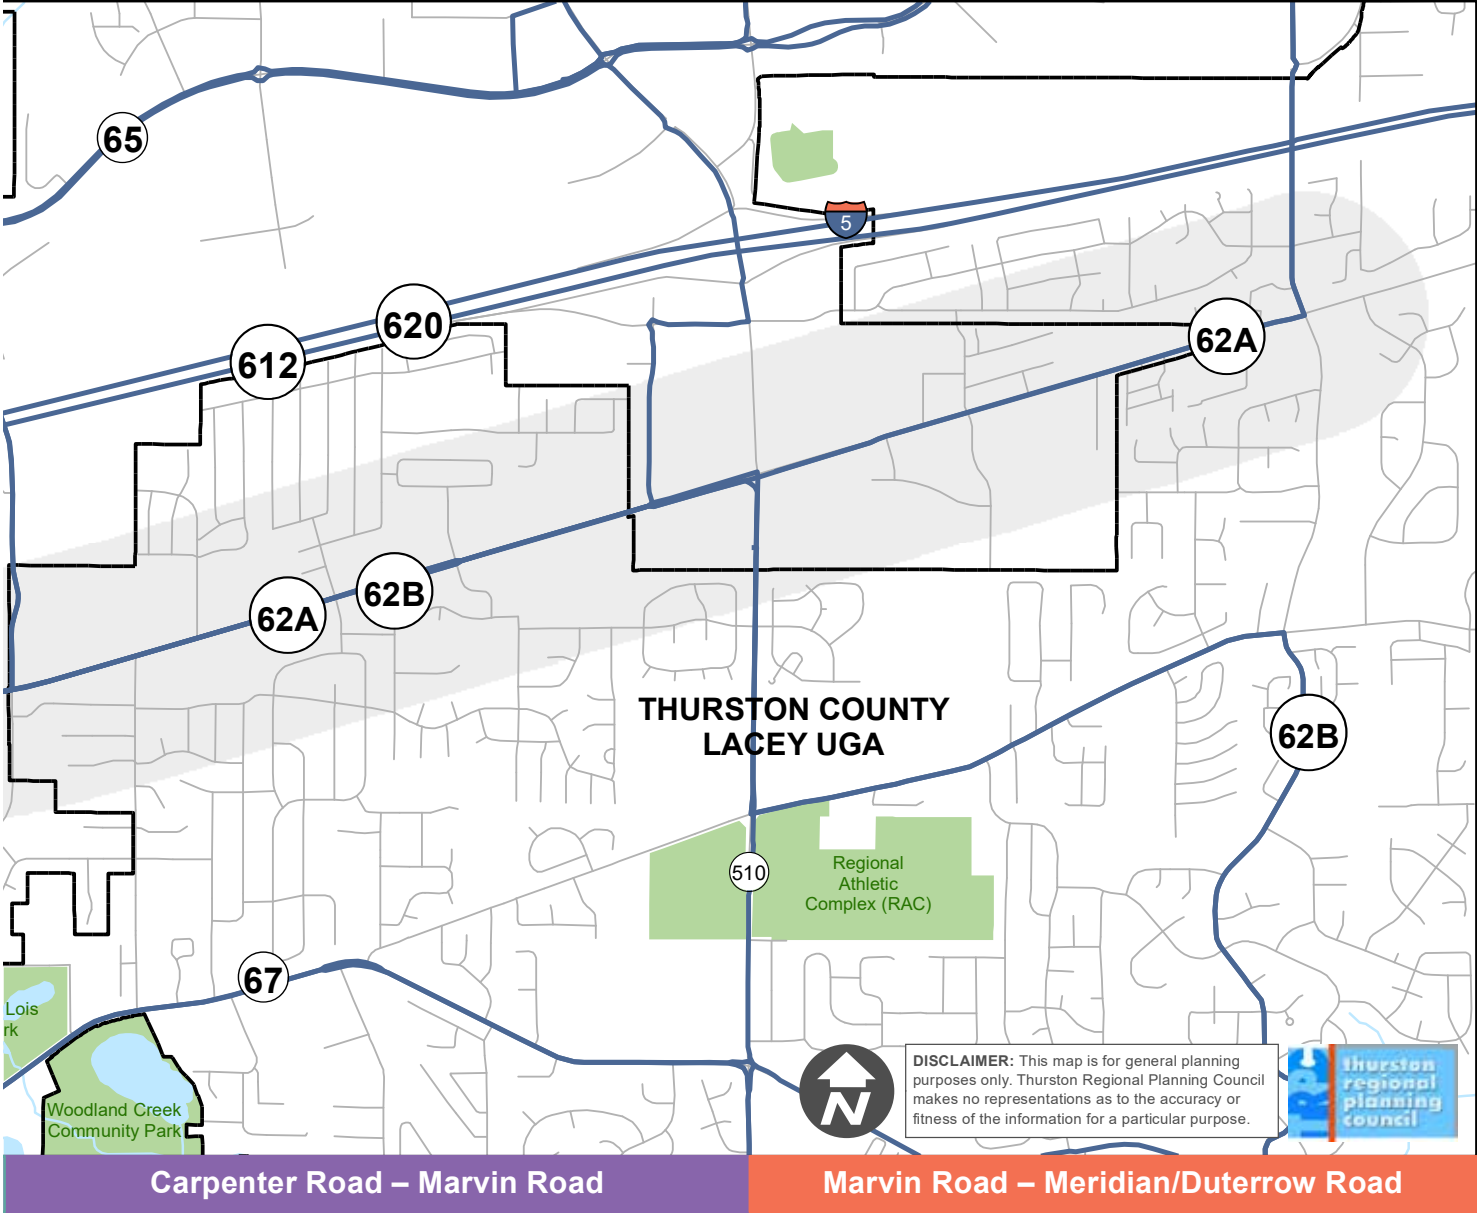 65
5
620
612
62A
62B
62A
THURSTON COUNTY
LACEY UGA
62B
510
Regional
Athletic
Complex (RAC)
67
Lois
rk
Woodland Creek
Community Park
N
DISCLAIMER: This map is for general planning
purposes only. Thurston Regional Planning Council
makes no representations as to the accuracy or
fitness of the information for a particular purpose.
TRPC
thurston
regional
planning
council
Carpenter Road – Marvin Road
Marvin Road – Meridian/Duterrow Road